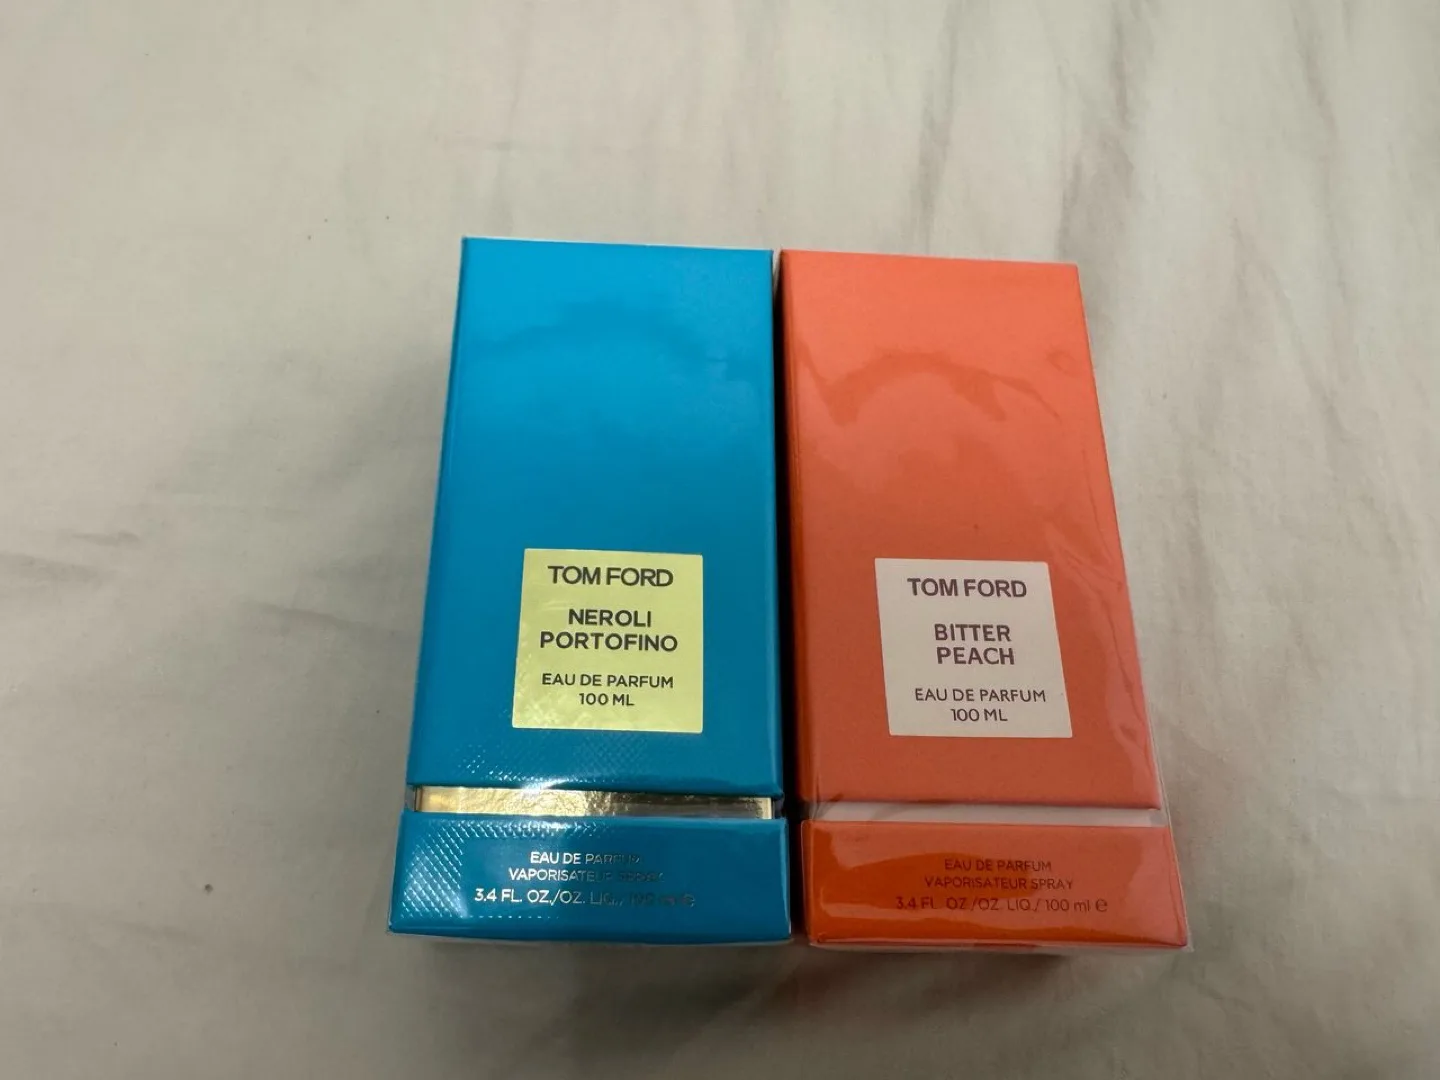 TOM FORD
NEROLI
PORTOFINO
EAU DE PARFUM
100 ML
EAU DE PARFUM
VAPORISATEUR SPRAY
3.4 FL. OZ./OZ. LIQ./
TOM FORD
BITTER
PEACH
EAU DE PARFUM
100 ML
EAU DE PARFUM
VAPORISATEUR SPRAY
3.4 FL. OZ./OZ. LIQ./ 100 ml ℮